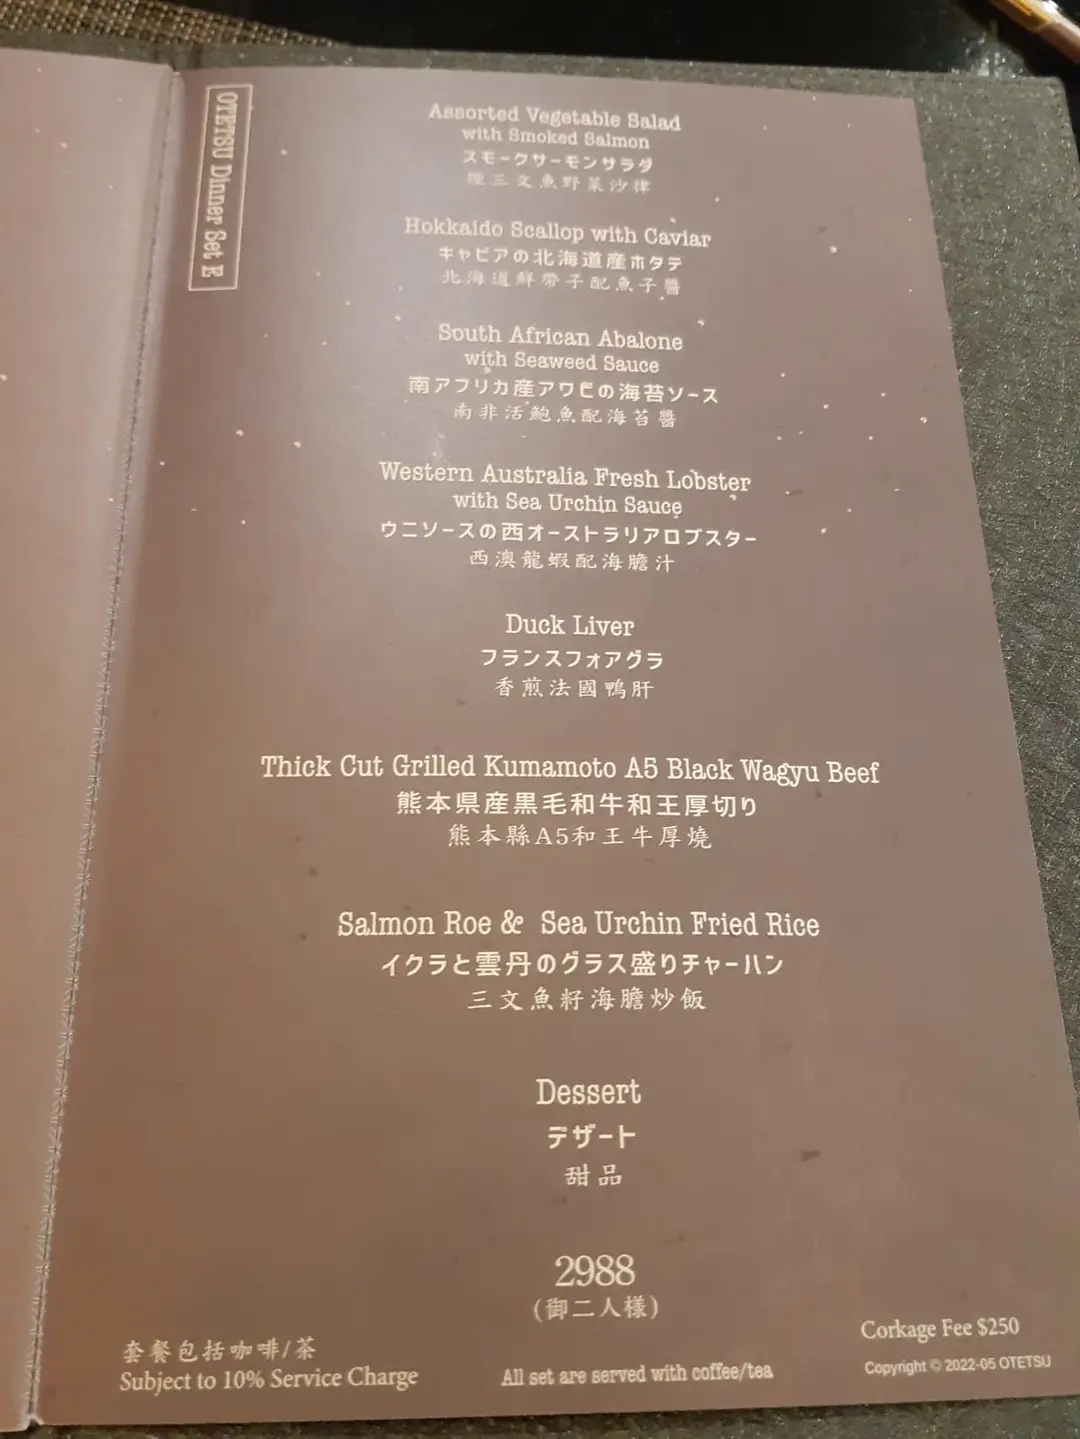 OTETSU Dinner Set E
Assorted Vegetable Salad
with Smoked Salmon
スモークサーモンサラダ
煙三文魚野菜沙律
Hokkaido Scallop with Caviar
キャビアの北海道産ホタテ
北海道鮮帶子配魚子醬
South African Abalone
with Seaweed Sauce
南アフリカ産アワビの海苔ソース
南非活鮑魚配海苔醬
Western Australia Fresh Lobster
with Sea Urchin Sauce
ウニソースの西オーストラリアロブスター
西澳龍蝦配海膽汁
Duck Liver
フランスフォアグラ
香煎法國鴨肝
Thick Cut Grilled Kumamoto A5 Black Wagyu Beef
熊本県産黒毛和牛和王厚切り
熊本縣A5和王牛厚燒
Salmon Roe & Sea Urchin Fried Rice
イクラと雲丹のグラス盛りチャーハン
三文魚籽海膽炒飯
Dessert
デザート
甜品
2988
(御二人様)
套餐包括咖啡/茶
Subject to 10% Service Charge
All set are served with coffee/tea
Corkage Fee $250
Copyright © 2022-05 OTETSU